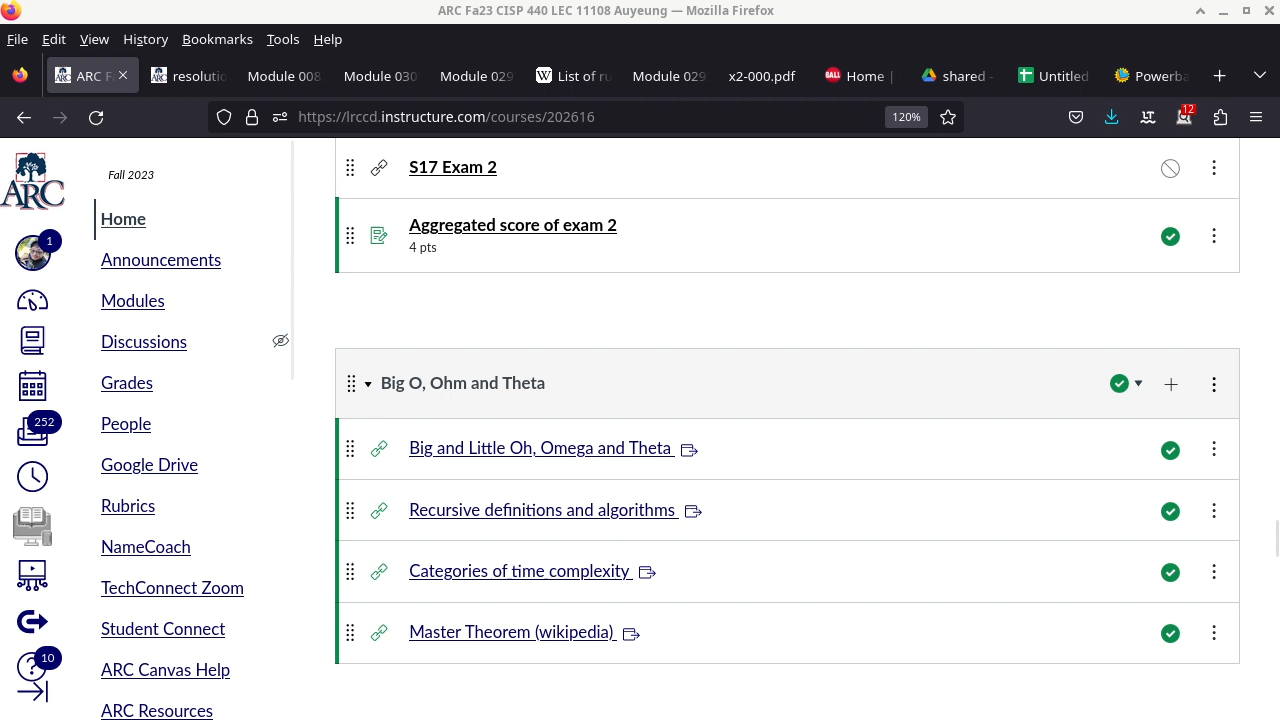 ARC Fa23 CISP 440 LEC 11108 Auyeung — Mozilla Firefox
File Edit View History Bookmarks Tools Help
ARC F
resolutio
Module 008
Module 030
Module 029
List of ru
Module 029
x2-000.pdf
Home |
shared -
Untitled
Powerba
https://lrccd.instructure.com/courses/202616
120%
12
ARC
1
252
10
Fall 2023
Home
Announcements
Modules
Discussions
Grades
People
Google Drive
Rubrics
NameCoach
TechConnect Zoom
Student Connect
ARC Canvas Help
ARC Resources
S17 Exam 2
Aggregated score of exam 2
4 pts
Big O, Ohm and Theta
Big and Little Oh, Omega and Theta
Recursive definitions and algorithms
Categories of time complexity
Master Theorem (wikipedia)